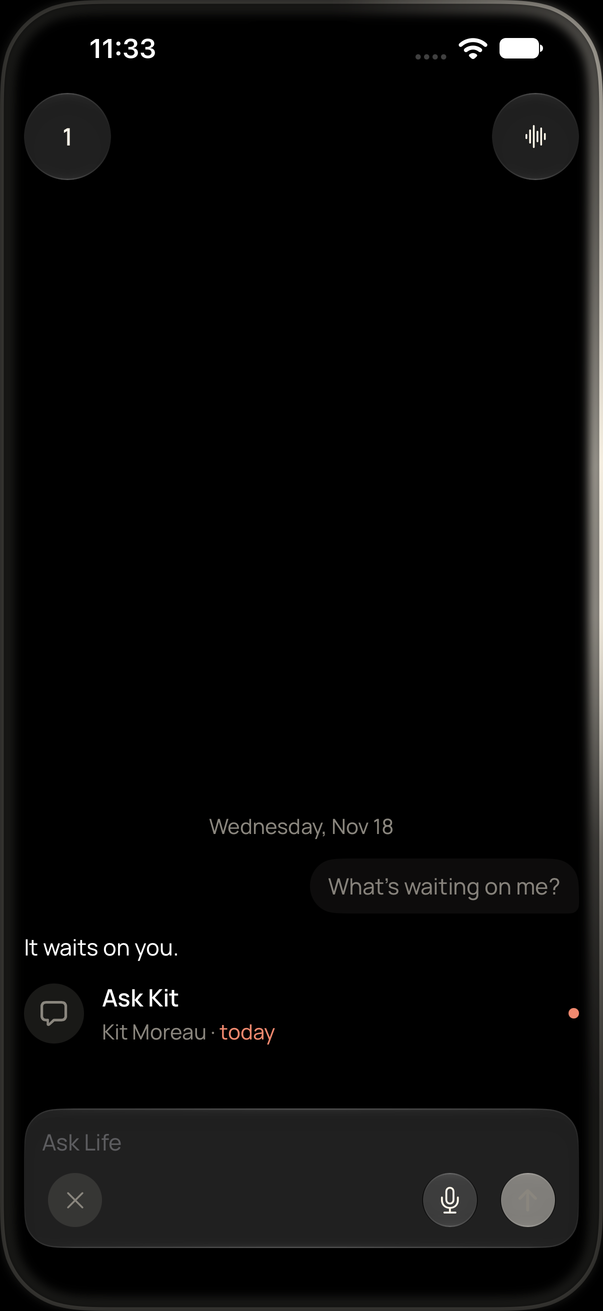 11:33
1
Wednesday, Nov 18
What's waiting on me?
It waits on you.
Ask Kit
Kit Moreau · today
Ask Life